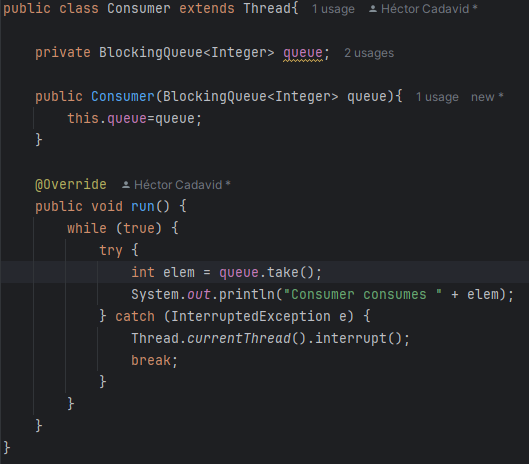 public class Consumer extends Thread{ 1 usage Héctor Cadavid *
private BlockingQueue<Integer> queue; 2 usages
public Consumer(BlockingQueue<Integer> queue){ 1 usage new *
this.queue=queue;
}
@Override Héctor Cadavid *
public void run() {
while (true) {
try {
int elem = queue.take();
System.out.println("Consumer consumes " + elem);
} catch (InterruptedException e) {
Thread.currentThread().interrupt();
break;
}
}
}
}